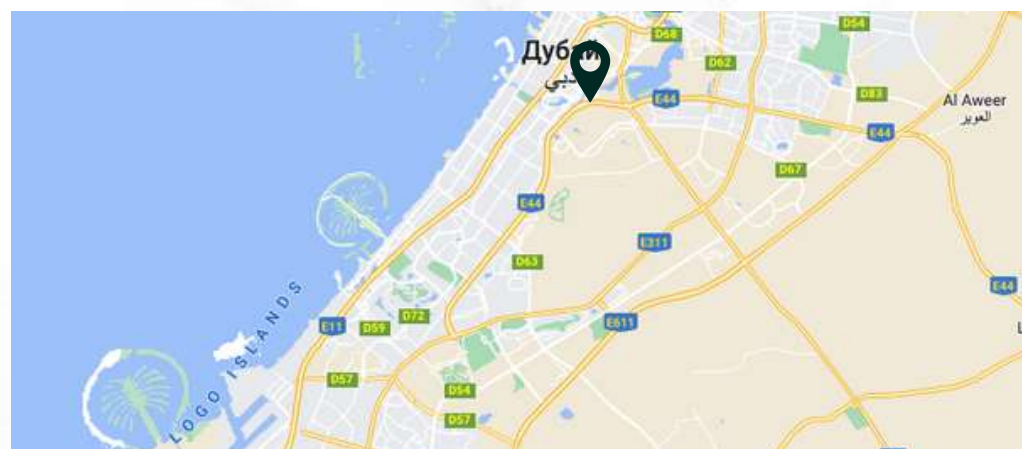 D54
D68
Дубай
دبي
D62
D83
E44
Al Aweer
العوير
E44
D67
E44
E311
D63
E44
LOGO ISLANDS
E11
D59
D72
E611
D57
D54
D57